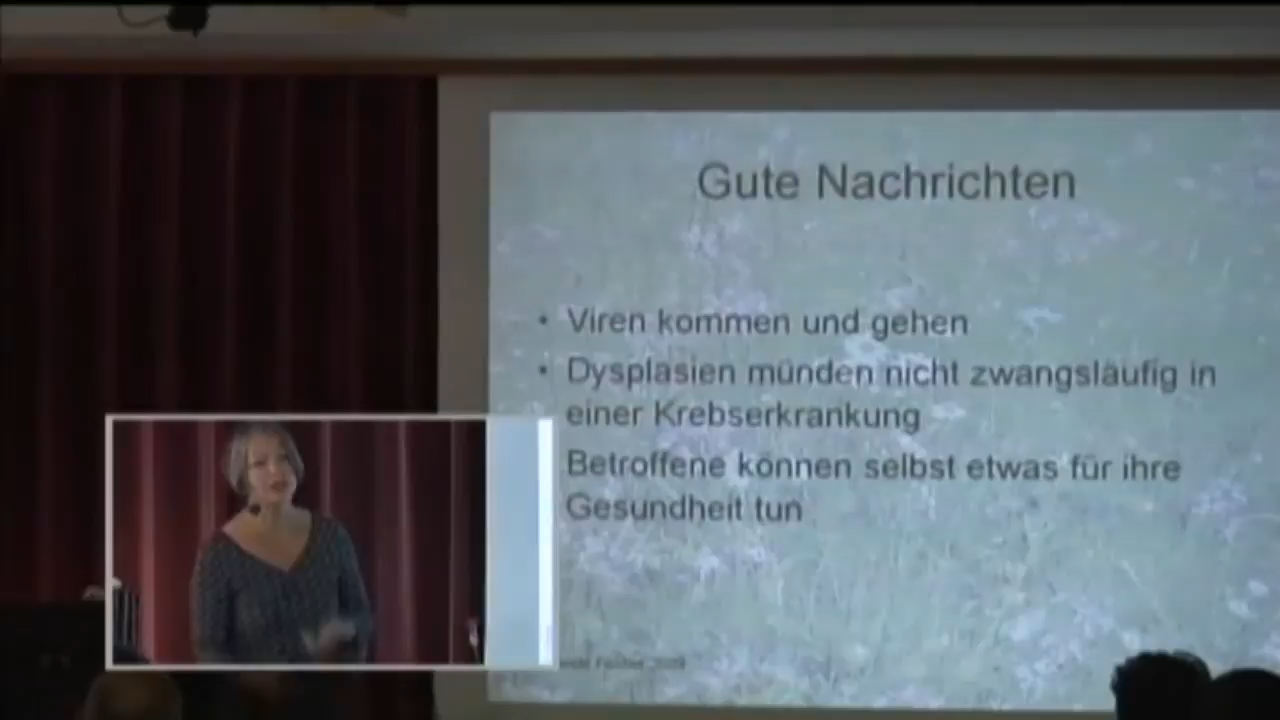 Gute Nachrichten
• Viren kommen und gehen
• Dysplasien münden nicht zwangsläufig in
einer Krebserkrankung
Betroffene können selbst etwas für ihre
Gesundheit tun